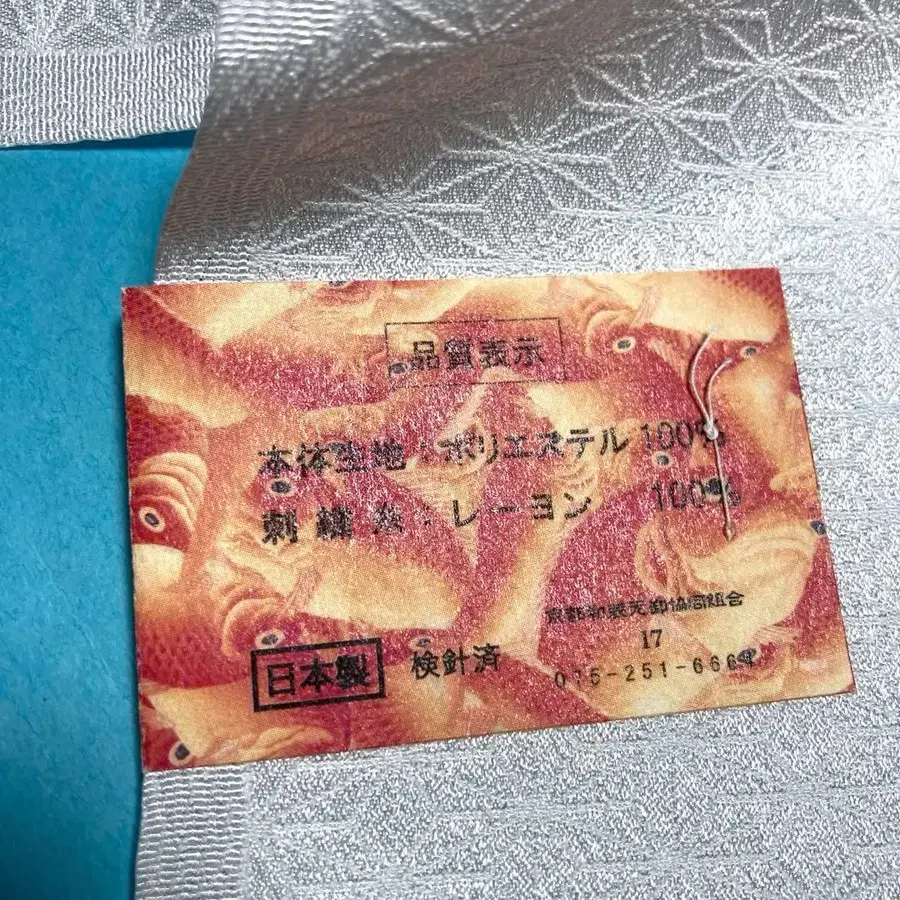 品質表示
本体生地：ポリエステル 100%
刺繍糸：レーヨン 100%
京都和装元卸協同組合
17
075-251-6664
日本製 検針済